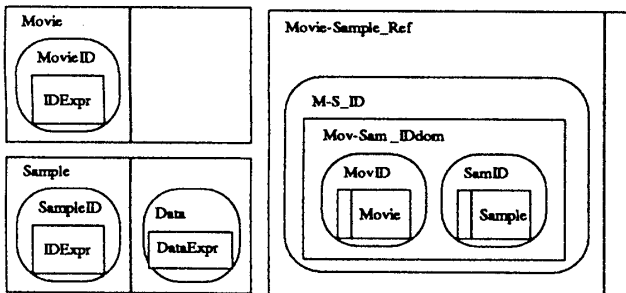 Movie
MovieID
IDExpr
Sample
SampleID
IDExpr
Data
DataExpr
Movie-Sample_Ref
M-S_ID
Mov-Sam_IDdom
MovID
Movie
SamID
Sample